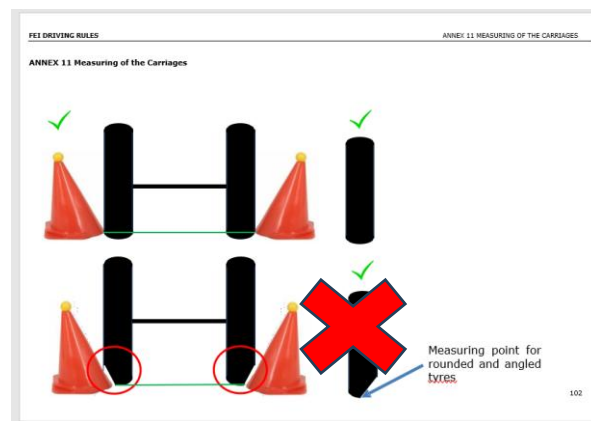 FEI DRIVING RULES
ANNEX 11 MEASURING OF THE CARRIAGES
ANNEX 11 Measuring of the Carriages
Measuring point for
rounded and angled
tyres
102